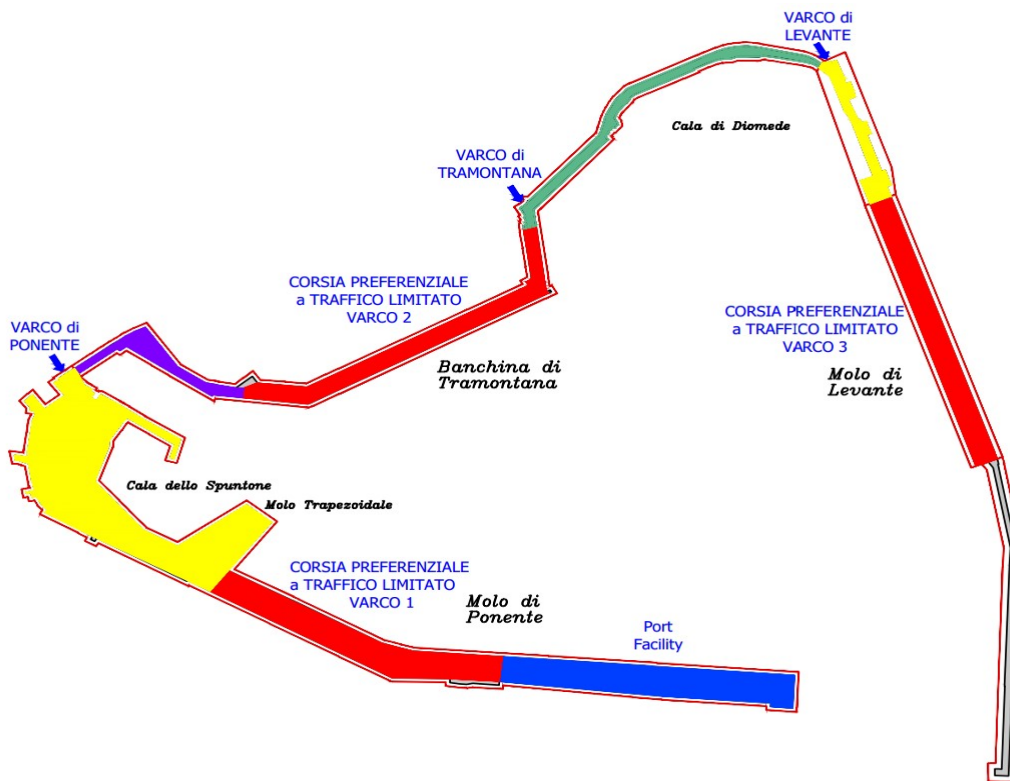 VARCO di
LEVANTE
Cala di Diomede
VARCO di
TRAMONTANA
CORSIA PREFERENZIALE
a TRAFFICO LIMITATO
VARCO 2
CORSIA PREFERENZIALE
a TRAFFICO LIMITATO
VARCO 3
VARCO di
PONENTE
Banchina di
Tramontana
Molo di
Levante
Cala dello Spuntone
Molo Trapezoidale
CORSIA PREFERENZIALE
a TRAFFICO LIMITATO
VARCO 1
Molo di
Ponente
Port
Facility